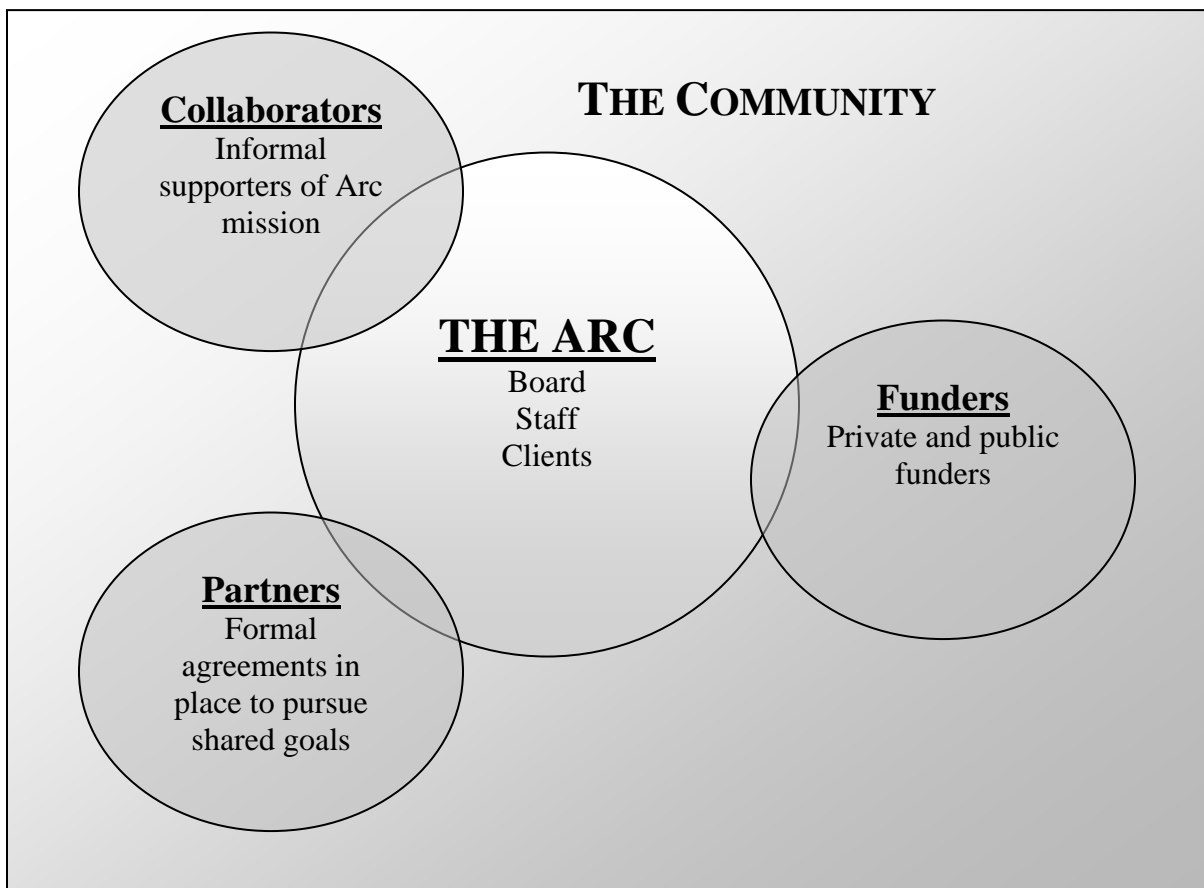 THE COMMUNITY
Collaborators
Informal
supporters of Arc
mission
THE ARC
Board
Staff
Clients
Funders
Private and public
funders
Partners
Formal
agreements in
place to pursue
shared goals